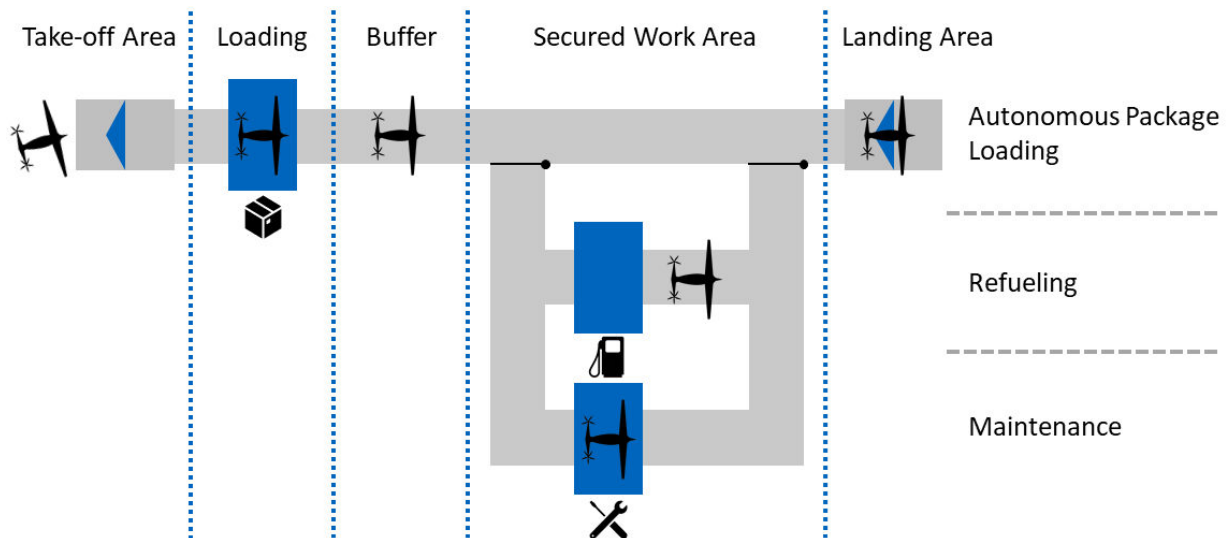 Take-off Area
Loading
Buffer
Secured Work Area
Landing Area
Autonomous Package
Loading
Refueling
Maintenance